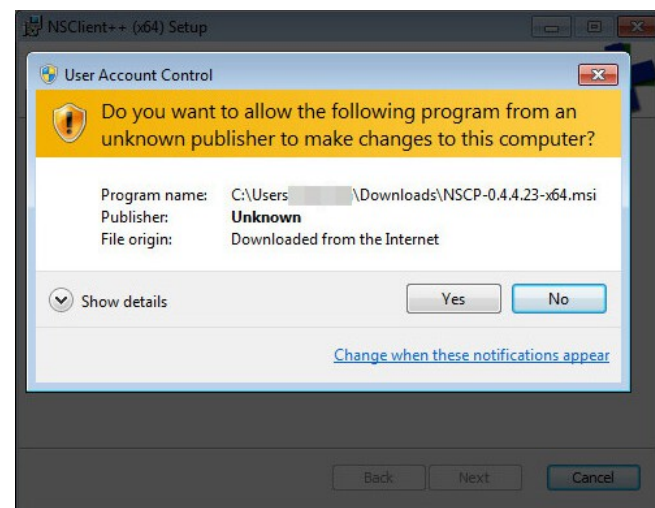 NSClient++ (x64) Setup
User Account Control
Do you want to allow the following program from an
unknown publisher to make changes to this computer?
Program name: C:\Users \Downloads\NSCP-0.4.4.23-x64.msi
Publisher: Unknown
File origin: Downloaded from the Internet
Show details Yes No
Change when these notifications appear
Back Next Cancel